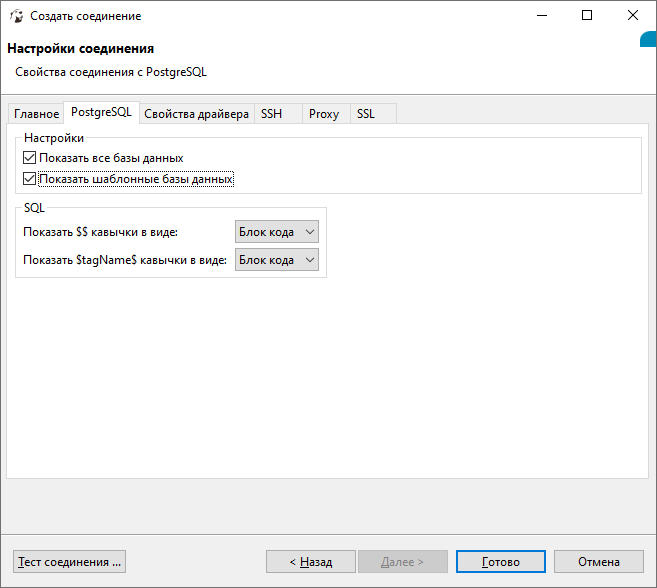 Создать соединение
Настройки соединения
Свойства соединения с PostgreSQL
Главное PostgreSQL Свойства драйвера SSH Proxy SSL
Настройки
Показать все базы данных
Показать шаблонные базы данных
SQL
Показать $$ кавычки в виде: Блок кода
Показать $tagName$ кавычки в виде: Блок кода
Тест соединения ... < Назад Далее > Готово Отмена